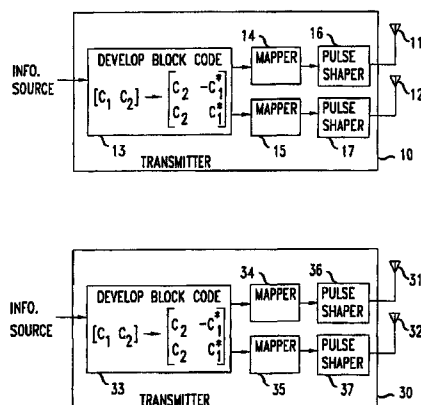 14
16
11
DEVELOP BLOCK CODE
MAPPER
PULSE SHAPER
INFO. SOURCE
[C1 C2] → [C2 -C1*
C2 C1*]
12
MAPPER
PULSE SHAPER
13
15
17
10
TRANSMITTER
34
36
31
DEVELOP BLOCK CODE
MAPPER
PULSE SHAPER
INFO. SOURCE
[C1 C2] → [C2 -C1*
C2 C1*]
32
MAPPER
PULSE SHAPER
33
35
37
30
TRANSMITTER